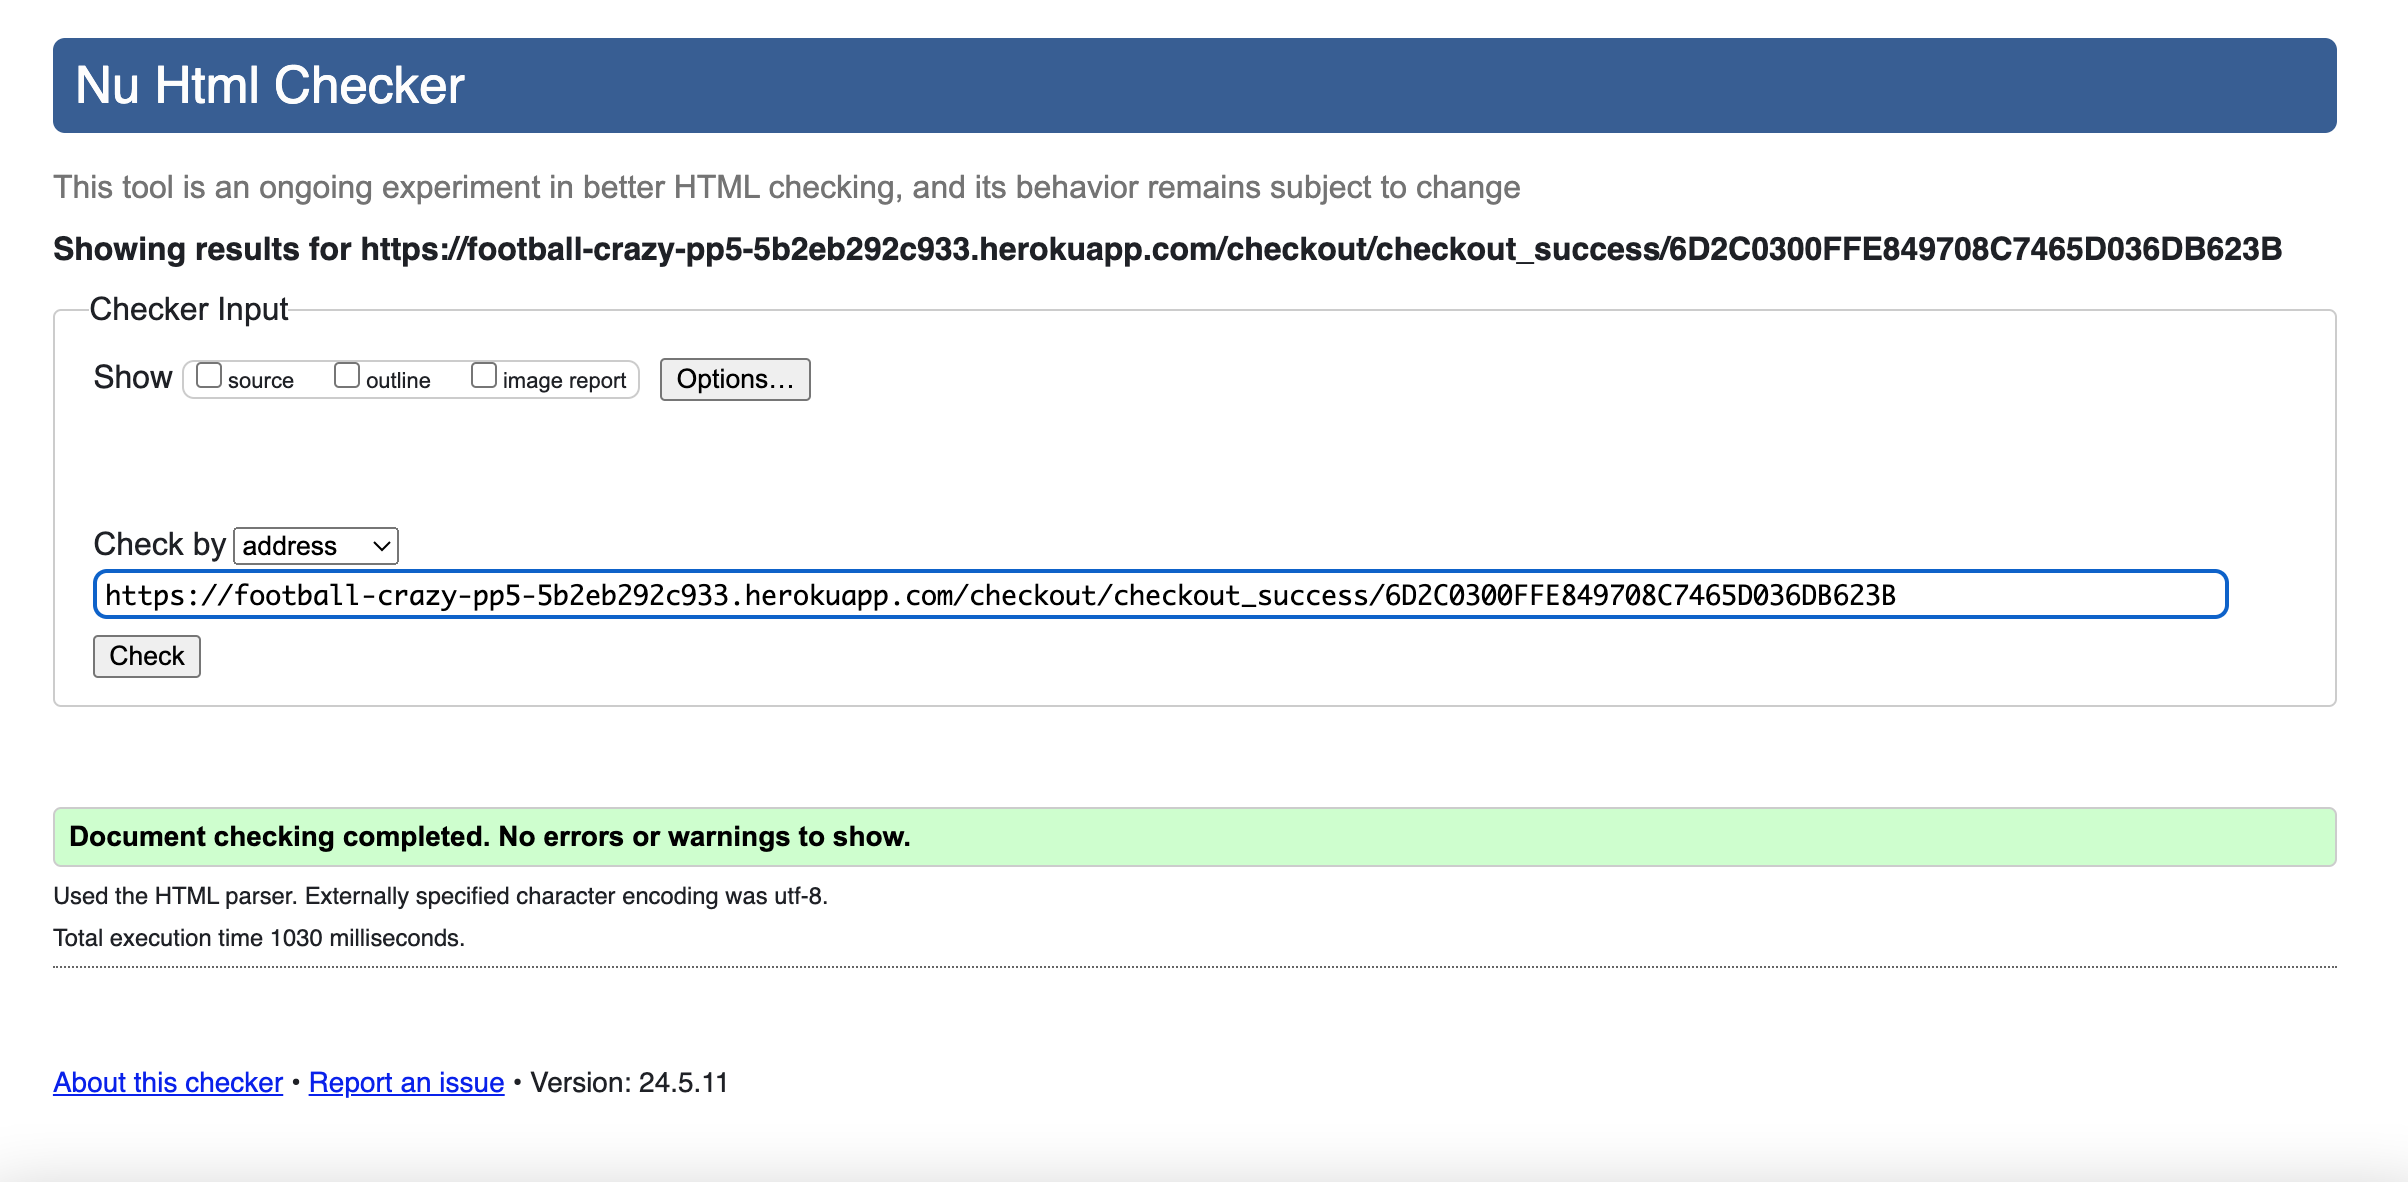 Nu Html Checker
This tool is an ongoing experiment in better HTML checking, and its behavior remains subject to change
Showing results for https://football-crazy-pp5-5b2eb292c933.herokuapp.com/checkout/checkout_success/6D2C0300FFE849708C7465D036DB623B
Checker Input
Show source outline image report Options…
Check by address
https://football-crazy-pp5-5b2eb292c933.herokuapp.com/checkout/checkout_success/6D2C0300FFE849708C7465D036DB623B
Check
Document checking completed. No errors or warnings to show.
Used the HTML parser. Externally specified character encoding was utf-8.
Total execution time 1030 milliseconds.
About this checker • Report an issue • Version: 24.5.11